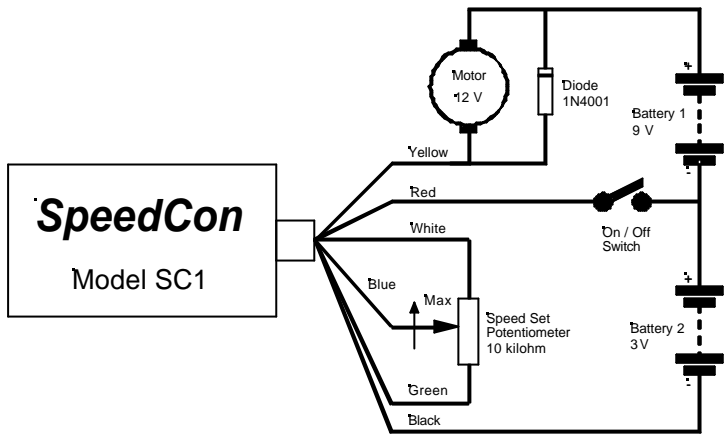 SpeedCon
Model SC1
Yellow
Red
White
Blue
Max
Green
Black
Motor
12 V
Diode
1N4001
+
Battery 1
9 V
-
On / Off
Switch
Speed Set
Potentiometer
10 kilohm
+
Battery 2
3 V
-